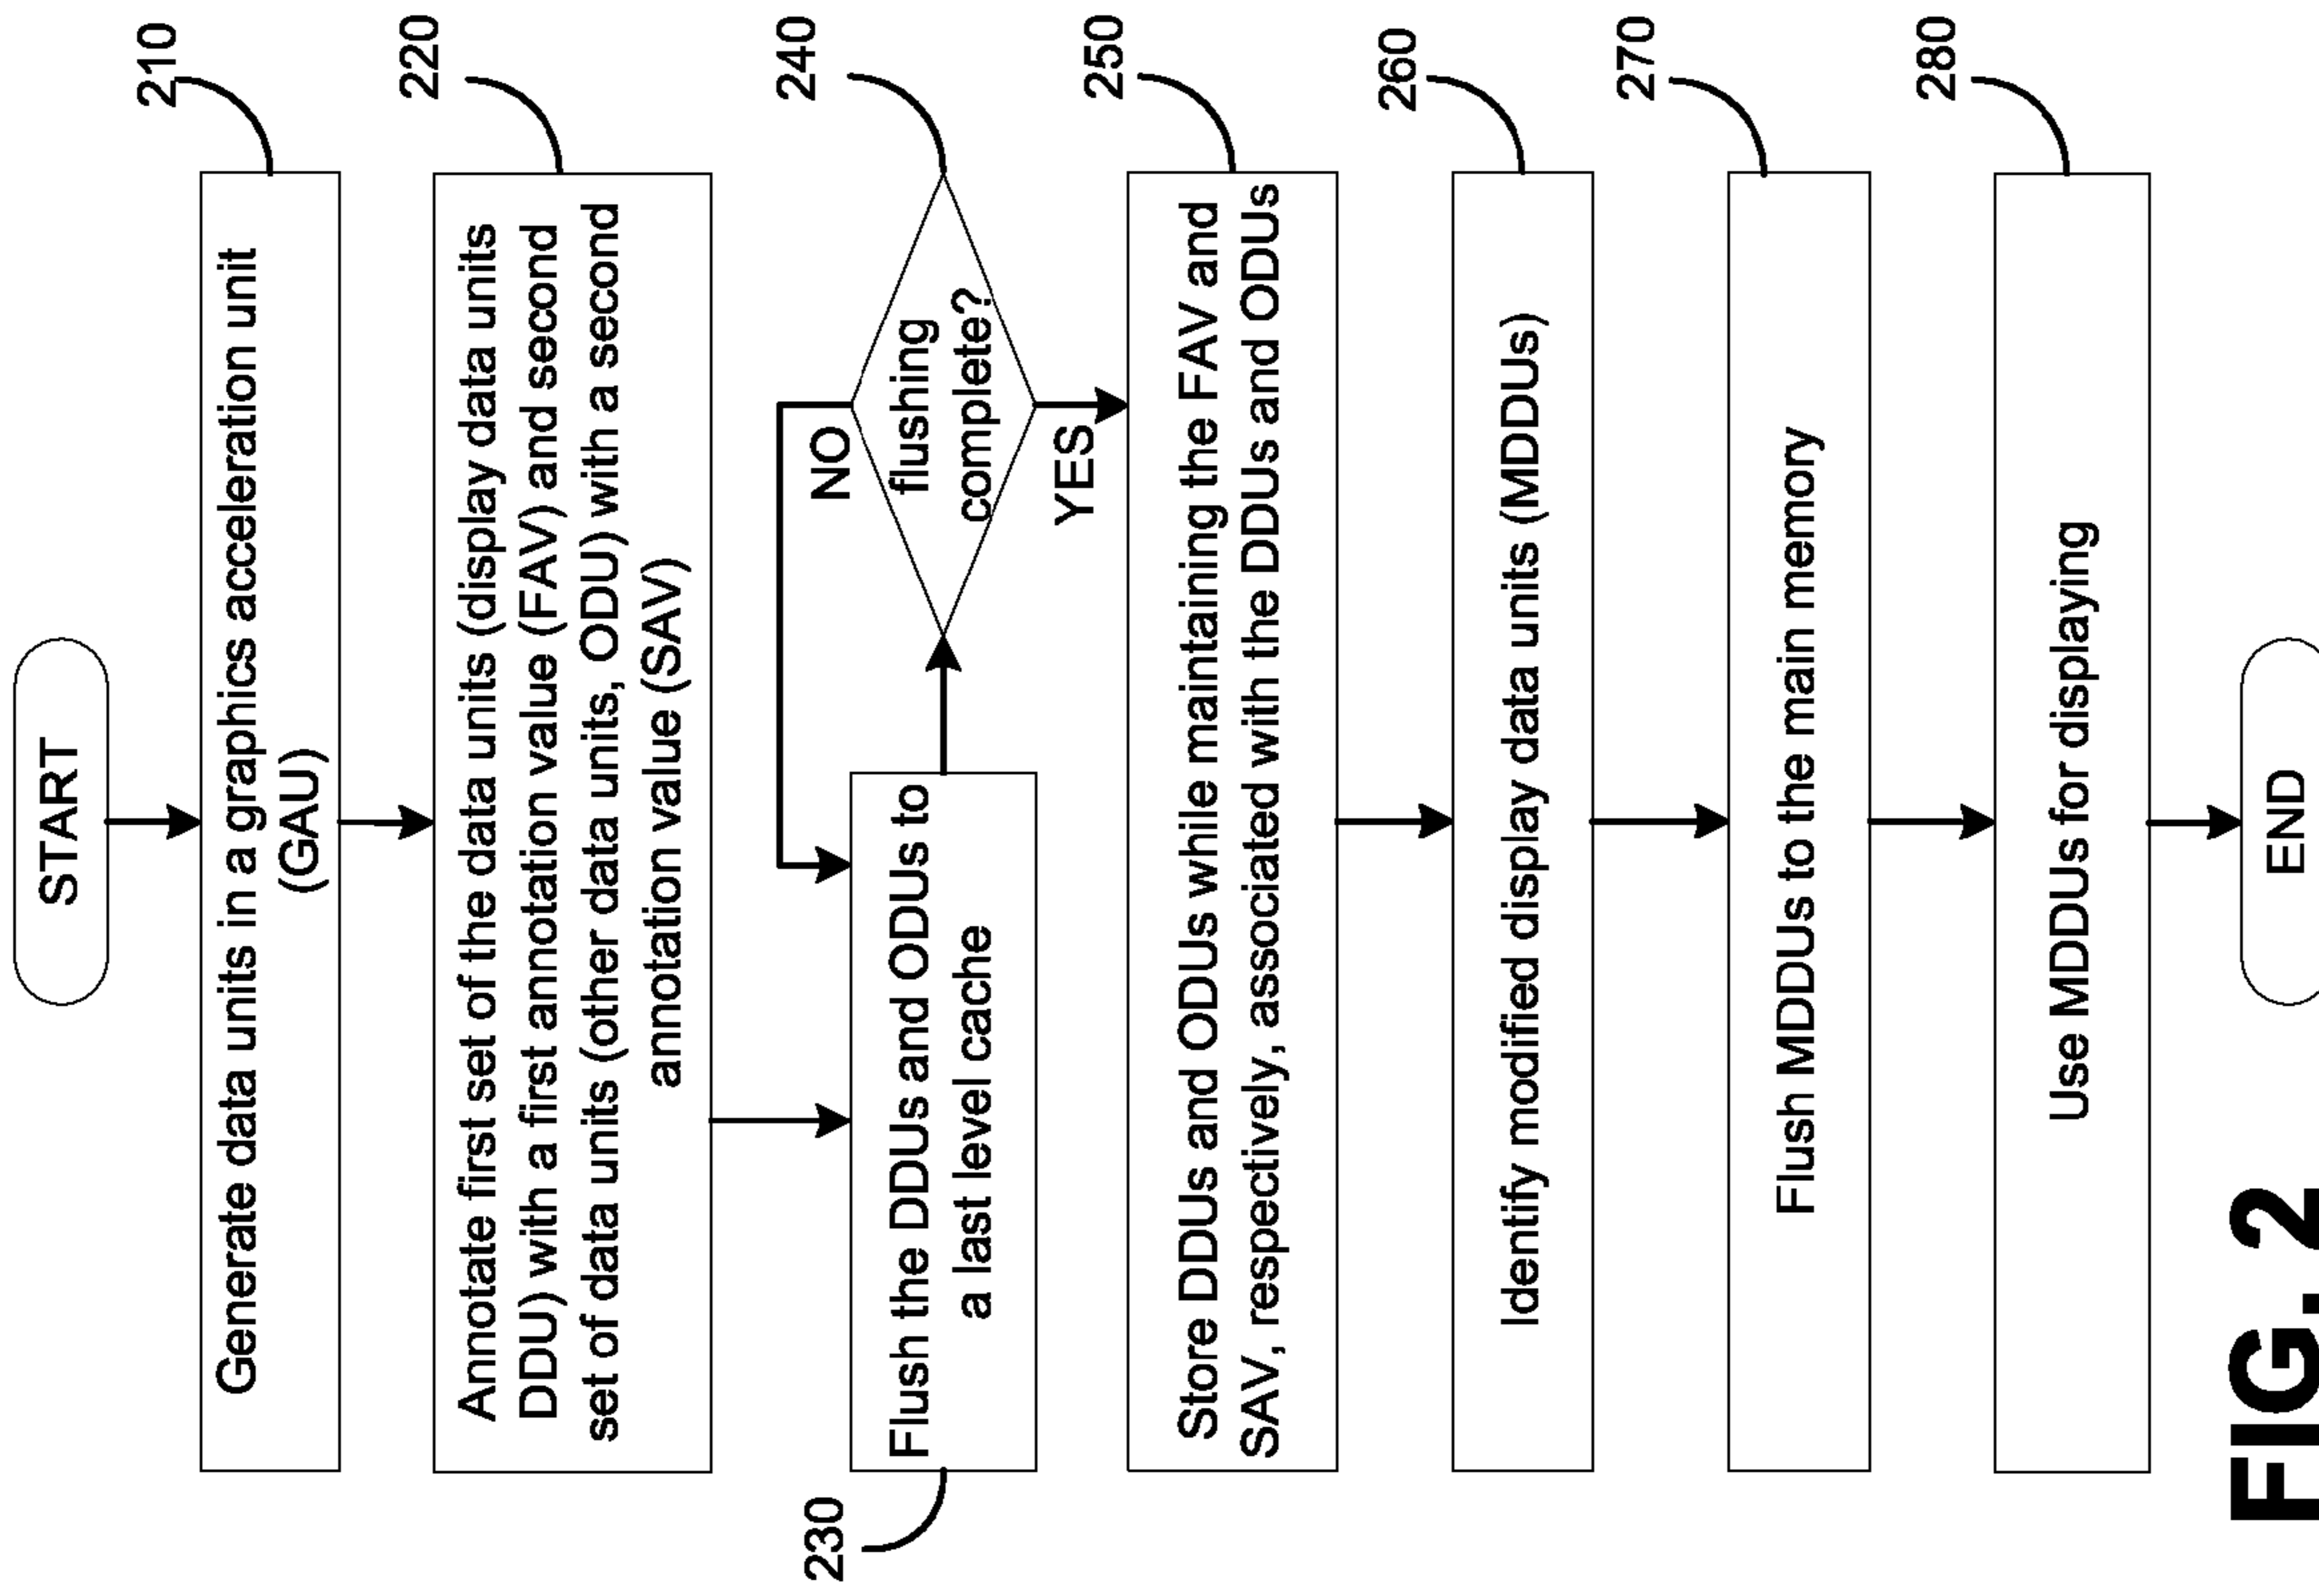 START
210
Generate data units in a graphics acceleration unit
(GAU)
220
Annotate first set of the data units (display data units
DDU) with a first annotation value (FAV) and second
set of data units (other data units, ODU) with a second
annotation value (SAV)
230
Flush the DDUs and ODUs to
a last level cache
240
NO
flushing
complete?
YES
250
Store DDUs and ODUs while maintaining the FAV and
SAV, respectively, associated with the DDUs and ODUs
260
Identify modified display data units (MDDUs)
270
Flush MDDUs to the main memory
280
Use MDDUs for displaying
END
FIG. 2